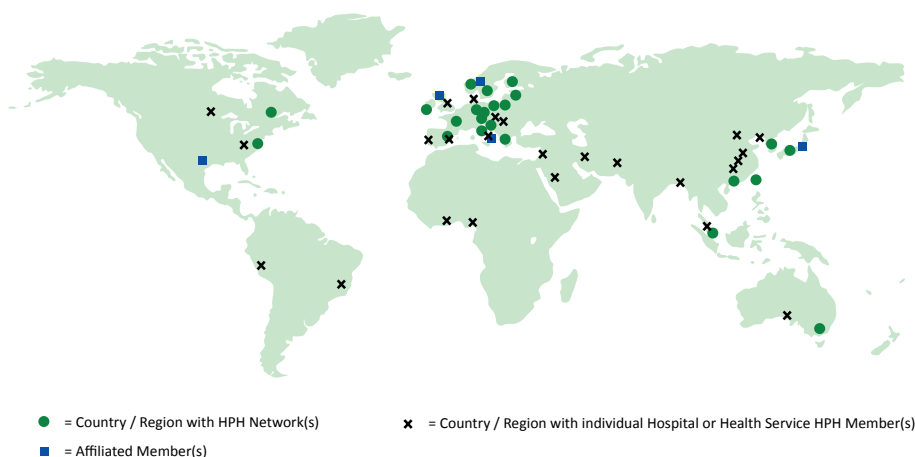 = Country / Region with HPH Network(s)
= Country / Region with individual Hospital or Health Service HPH Member(s)
= Affiliated Member(s)